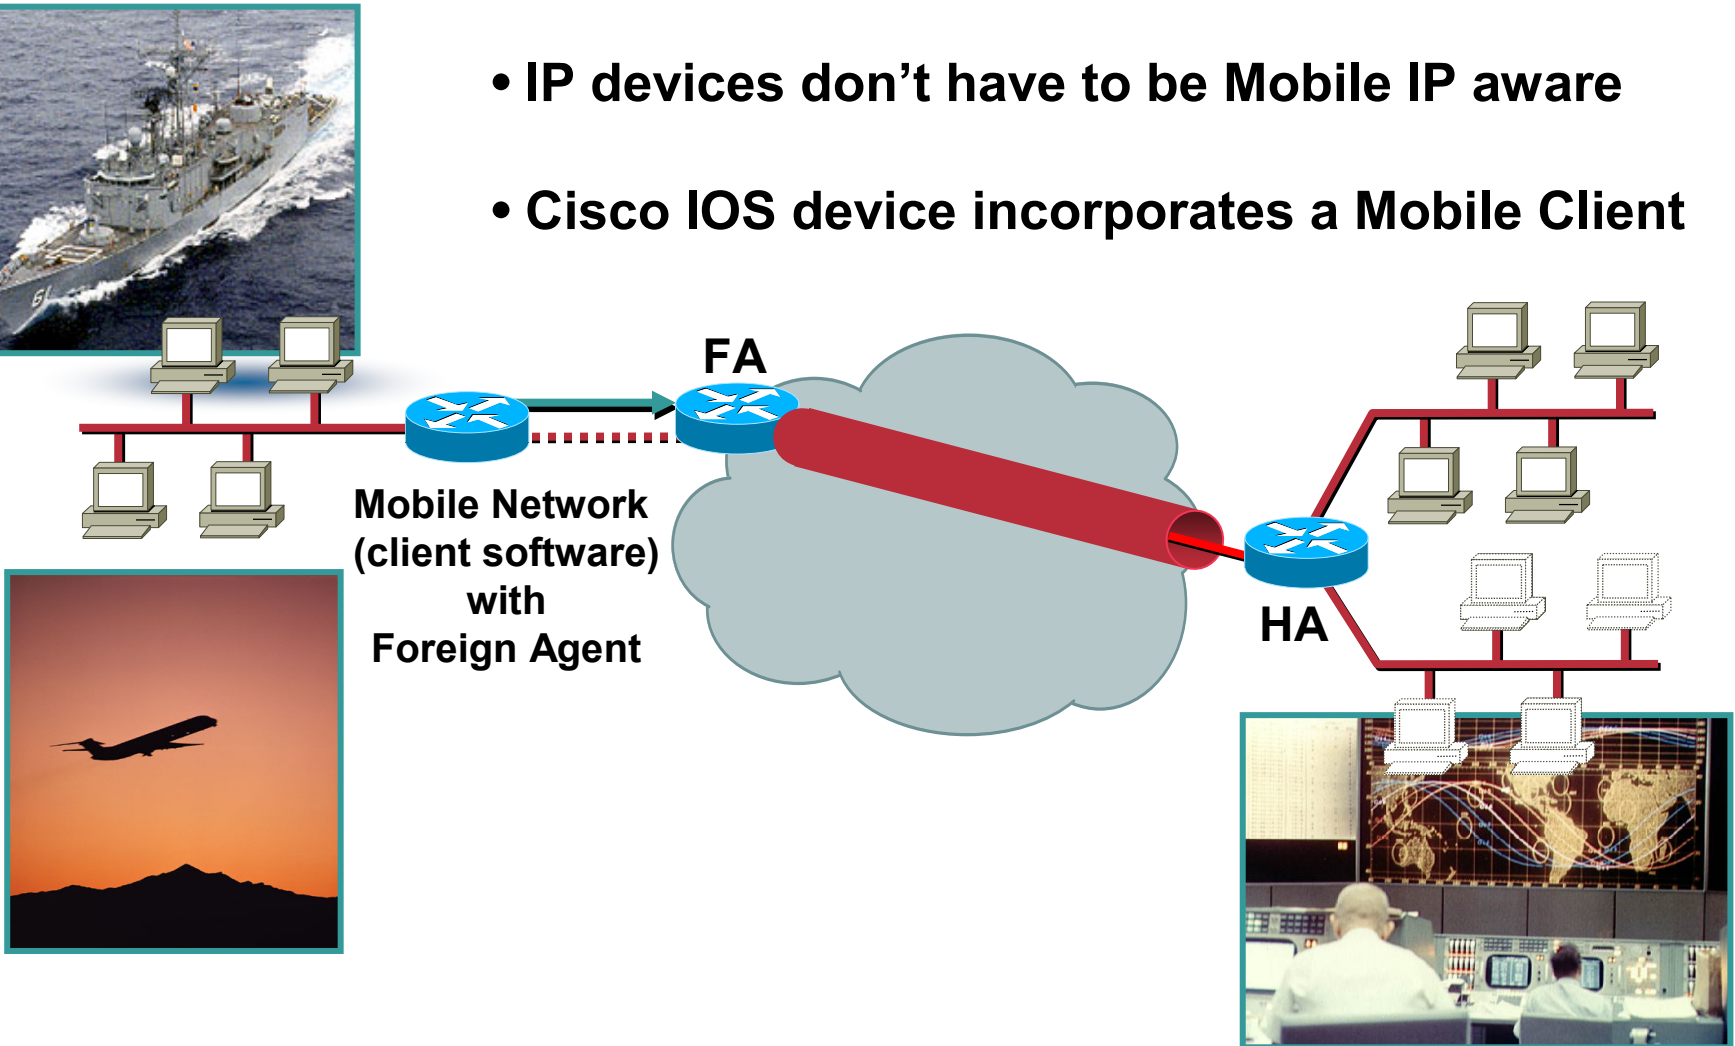 • IP devices don't have to be Mobile IP aware
• Cisco IOS device incorporates a Mobile Client
61
FA
Mobile Network
(client software)
with
Foreign Agent
HA